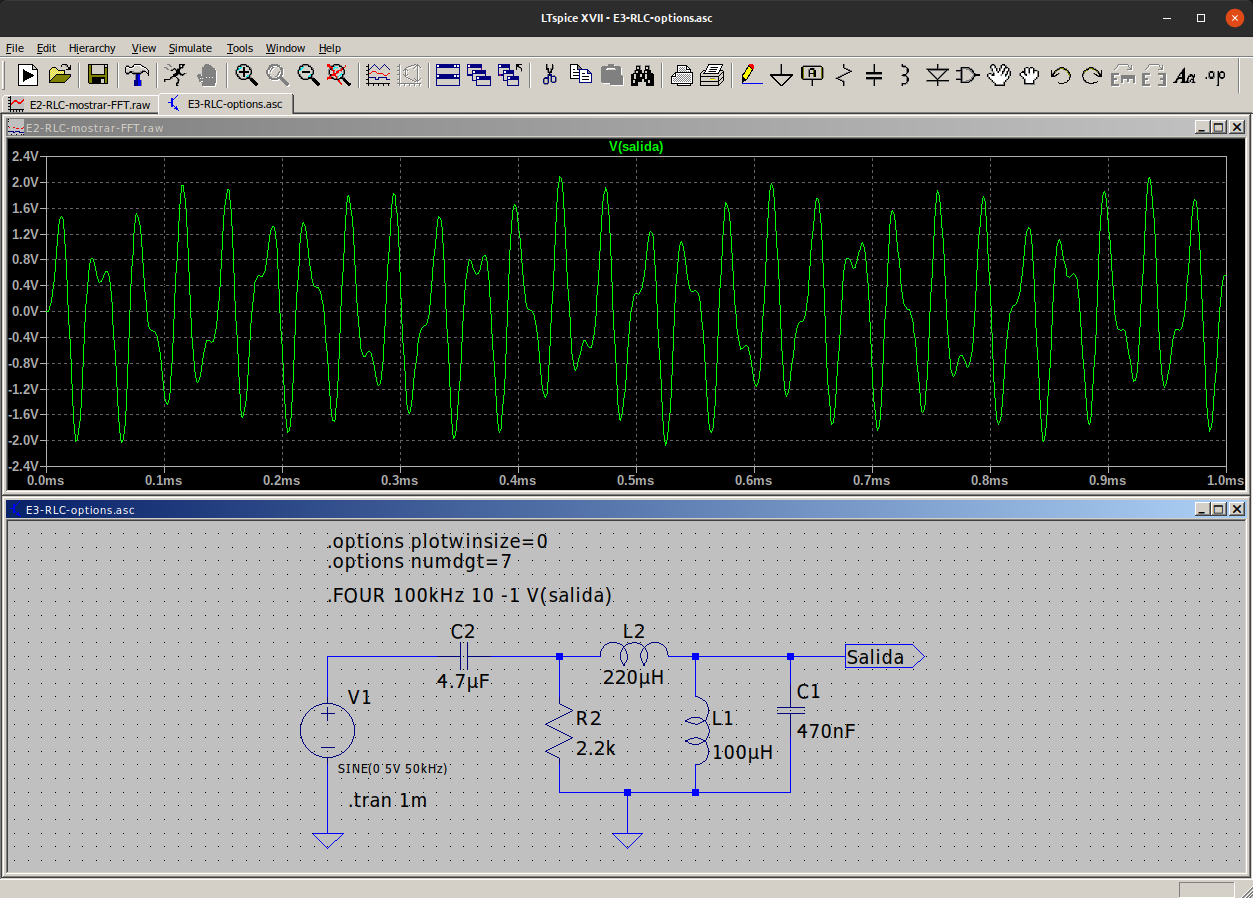 LTspice XVII - E3-RLC-options.asc
File Edit Hierarchy View Simulate Tools Window Help
E2-RLC-mostrar-FFT.raw E3-RLC-options.asc
E2-RLC-mostrar-FFT.raw
V(salida)
2.4V
2.0V
1.6V
1.2V
0.8V
0.4V
0.0V
-0.4V
-0.8V
-1.2V
-1.6V
-2.0V
-2.4V
0.0ms 0.1ms 0.2ms 0.3ms 0.4ms 0.5ms 0.6ms 0.7ms 0.8ms 0.9ms 1.0ms
E3-RLC-options.asc
.options plotwinsize=0
.options numdgt=7
.FOUR 100kHz 10 -1 V(salida)
C2
4.7µF
L2
220µH
Salida
V1
SINE(0 5V 50kHz)
.tran 1m
R2
2.2k
L1
100µH
C1
470nF